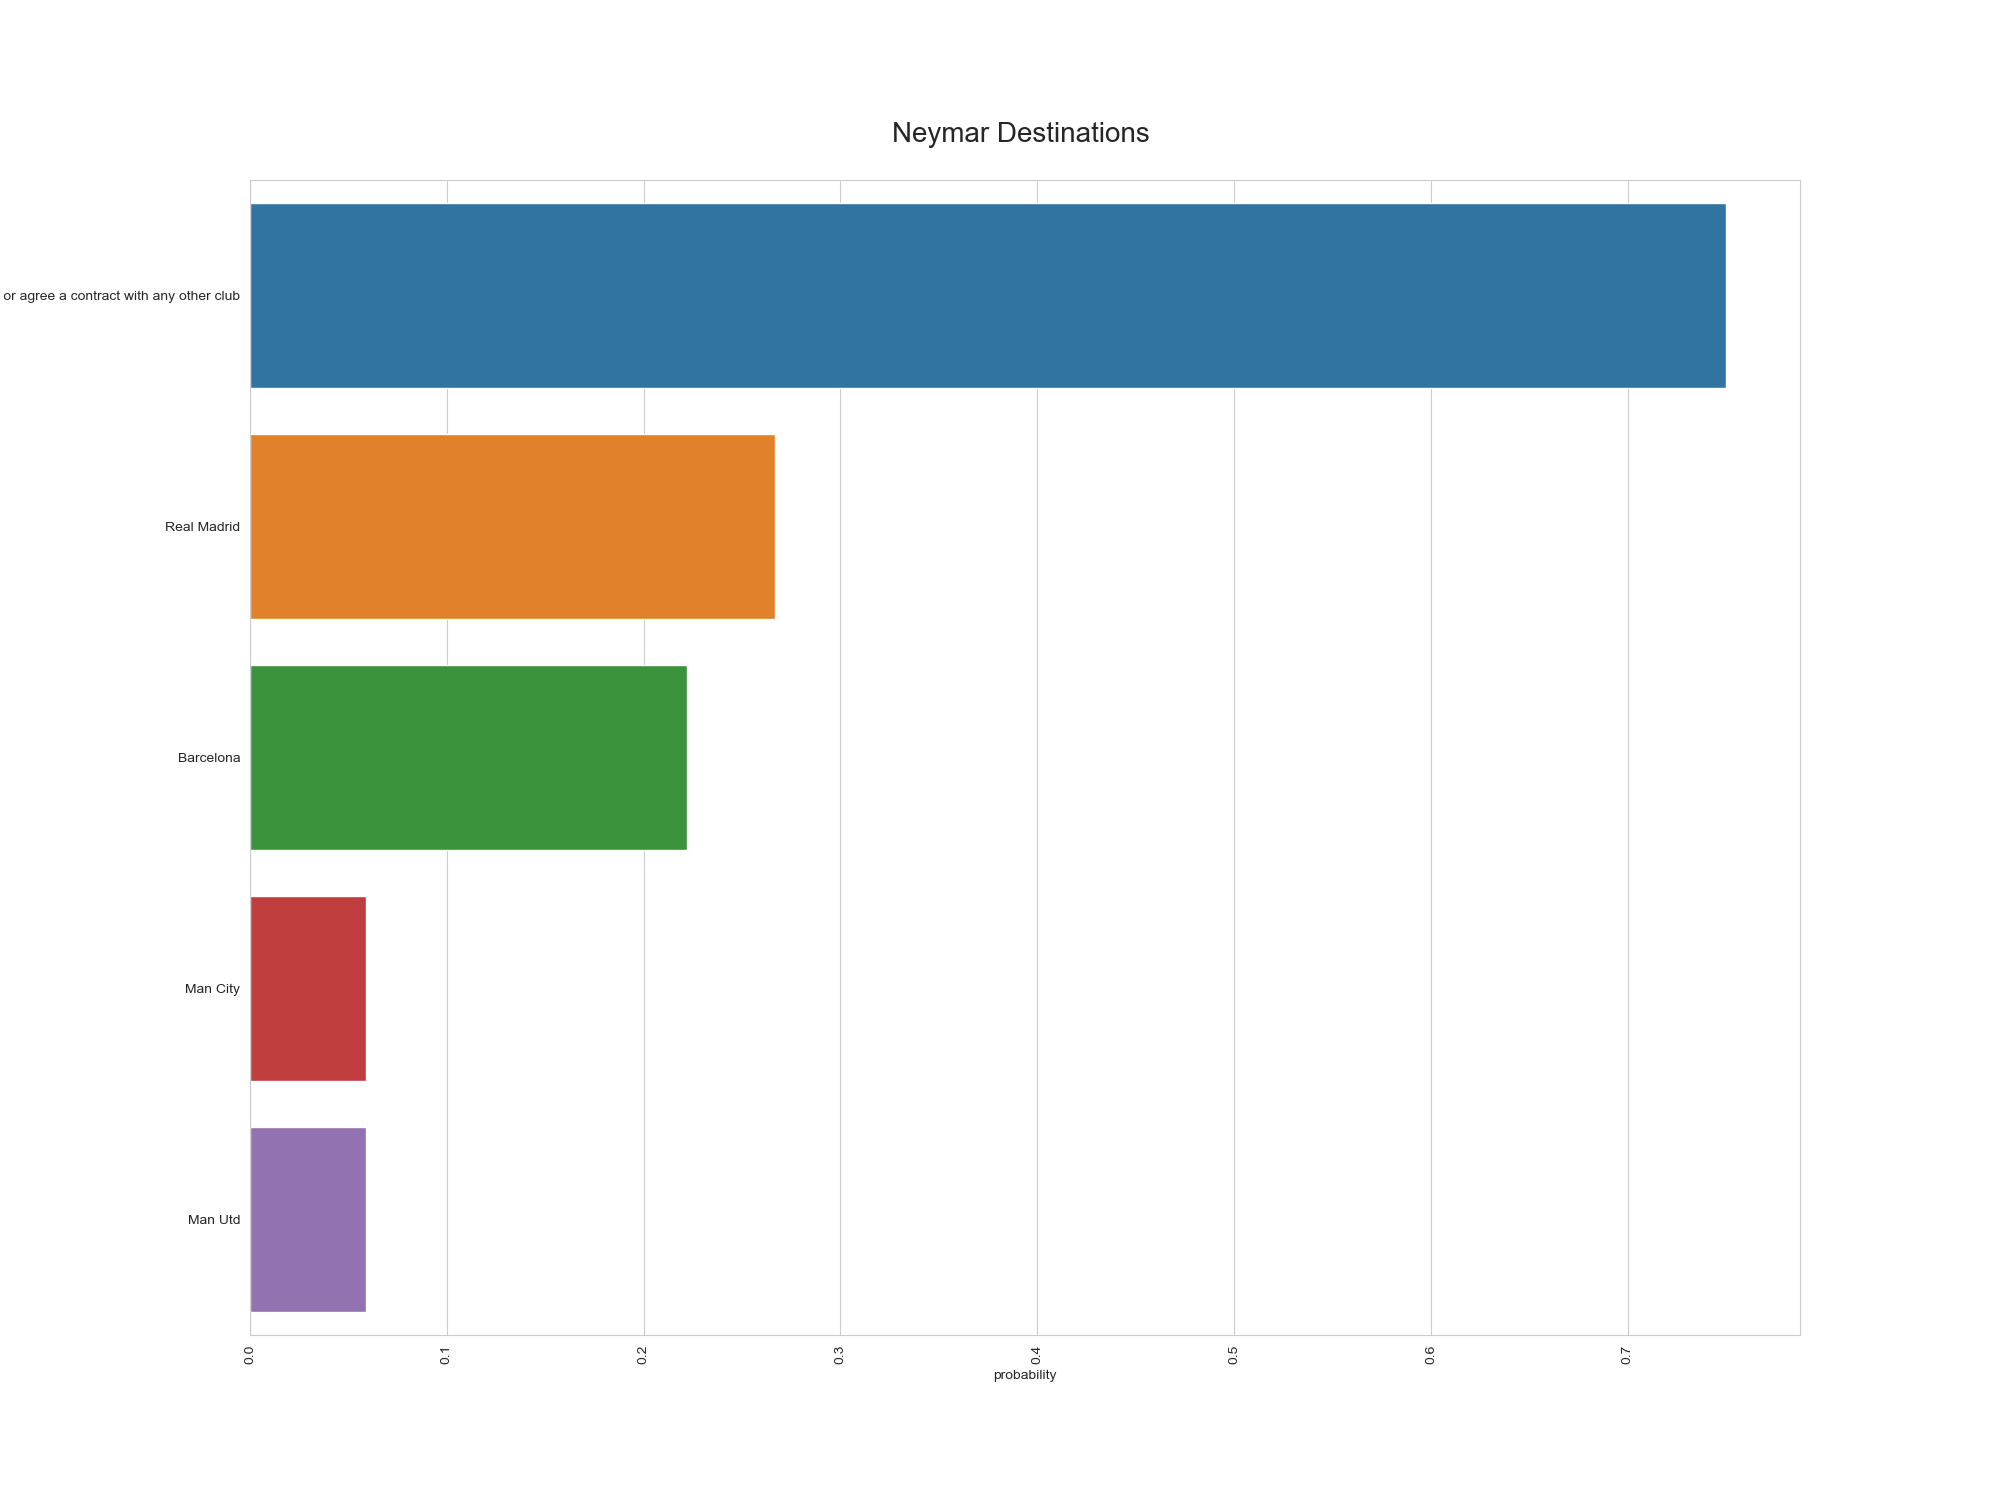 Neymar Destinations
or agree a contract with any other club
Real Madrid
Barcelona
Man City
Man Utd
0.0 0.1 0.2 0.3 0.4 0.5 0.6 0.7
probability